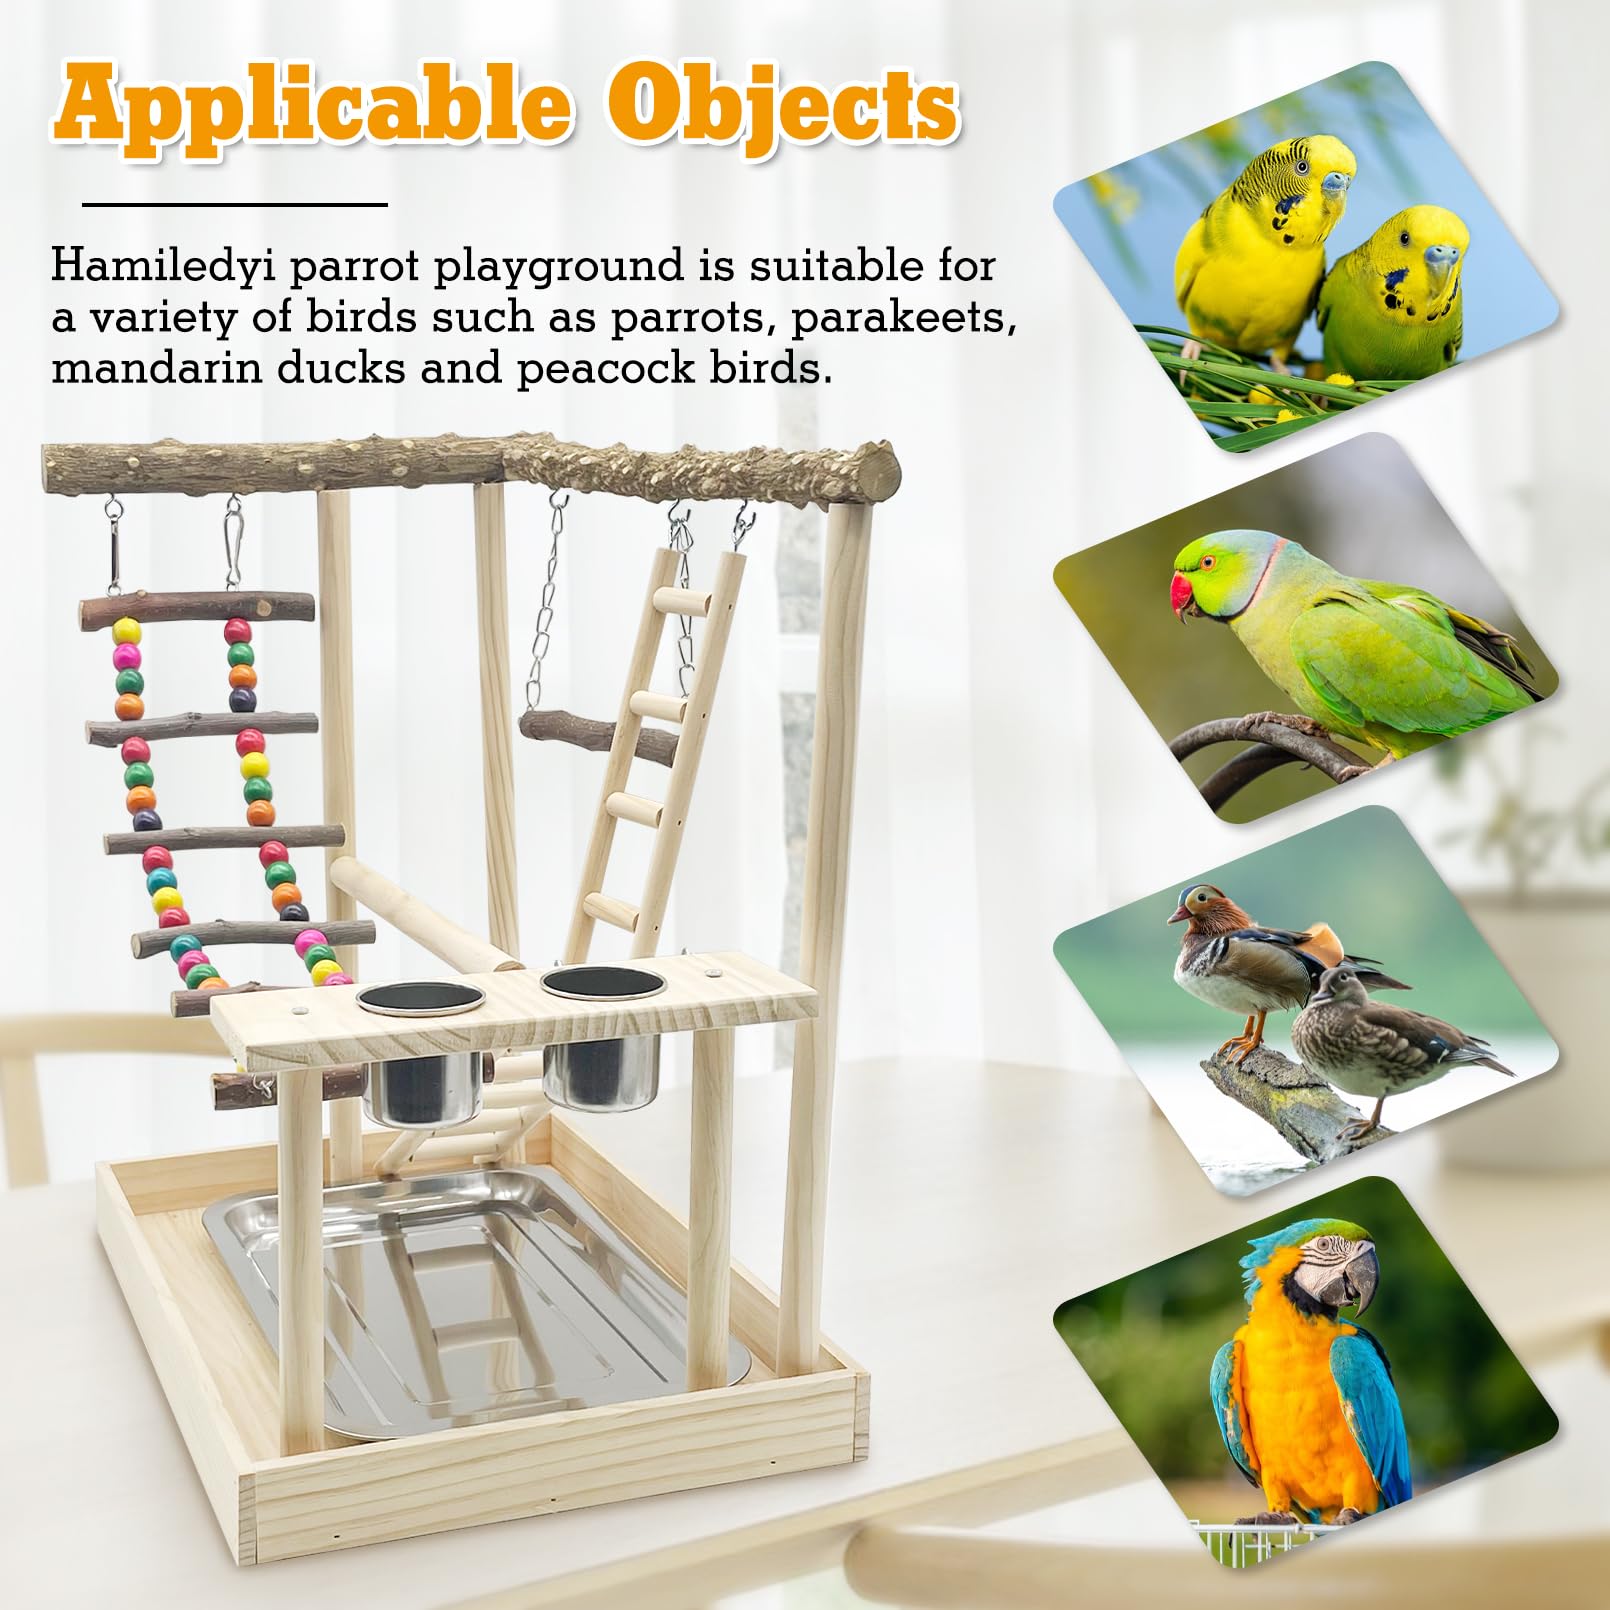 Applicable Objects
Hamiledyi parrot playground is suitable for
a variety of birds such as parrots, parakeets,
mandarin ducks and peacock birds.